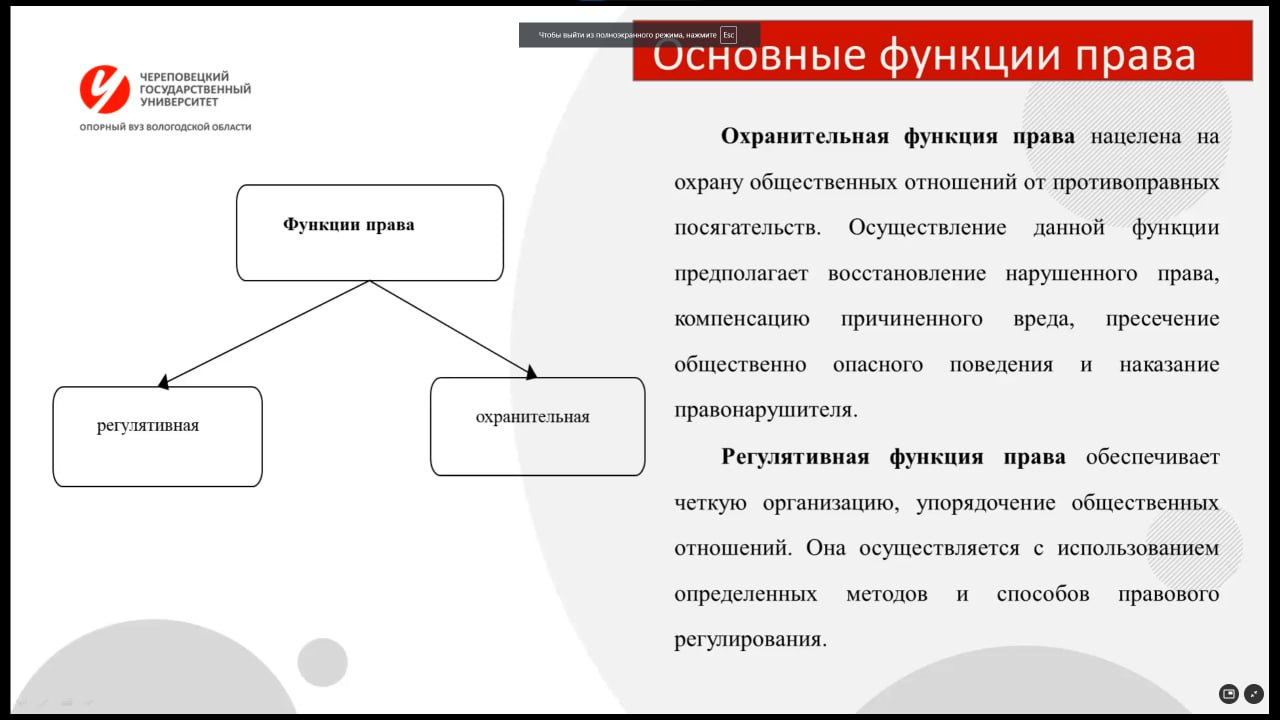 Чтобы выйти из полноэкранного режима, нажмите Esc
Основные функции права
ЧЕРЕПОВЕЦКИЙ
ГОСУДАРСТВЕННЫЙ
УНИВЕРСИТЕТ
ОПОРНЫЙ ВУЗ ВОЛОГОДСКОЙ ОБЛАСТИ
Функции права
регулятивная
охранительная
Охранительная функция права нацелена на
охрану общественных отношений от противоправных
посягательств. Осуществление данной функции
предполагает восстановление нарушенного права,
компенсацию причиненного вреда, пресечение
общественно опасного поведения и наказание
правонарушителя.
Регулятивная функция права обеспечивает
четкую организацию, упорядочение общественных
отношений. Она осуществляется с использованием
определенных методов и способов правового
регулирования.